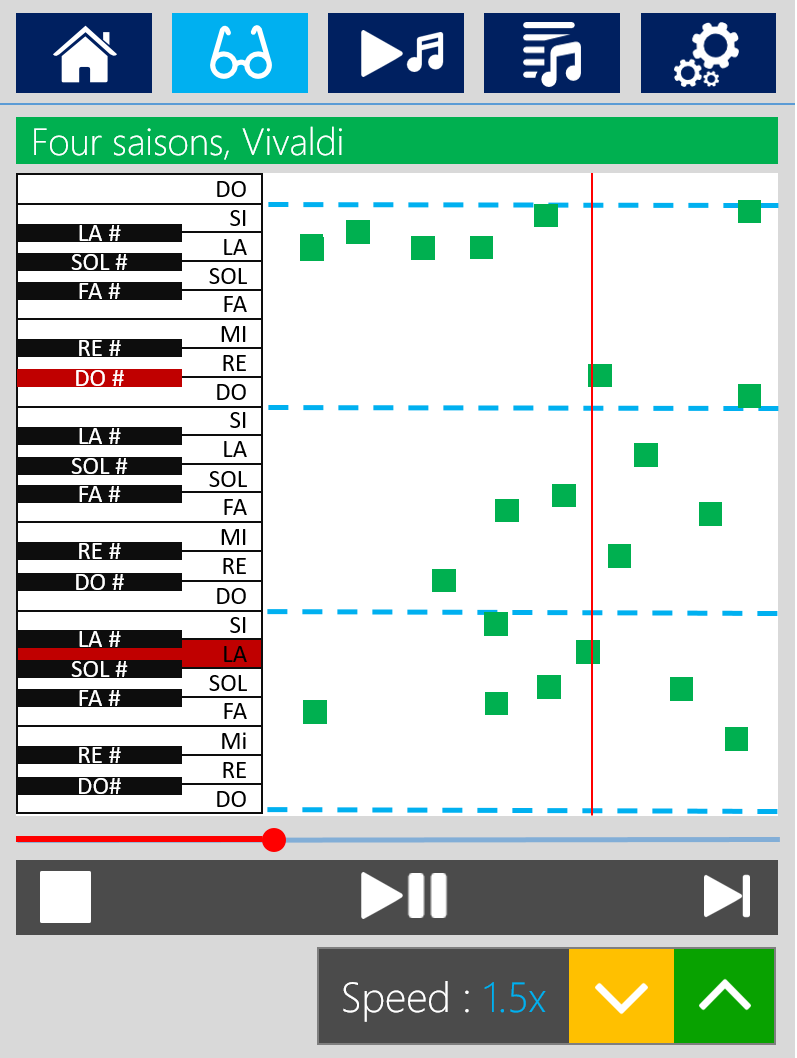 Four saisons, Vivaldi
DO
SI
LA #
LA
SOL #
SOL
FA #
FA
MI
RE #
RE
DO #
DO
SI
LA #
LA
SOL #
SOL
FA #
FA
MI
RE #
RE
DO #
DO
SI
LA #
LA
SOL #
SOL
FA #
FA
Mi
RE #
RE
DO#
DO
Speed : 1.5x